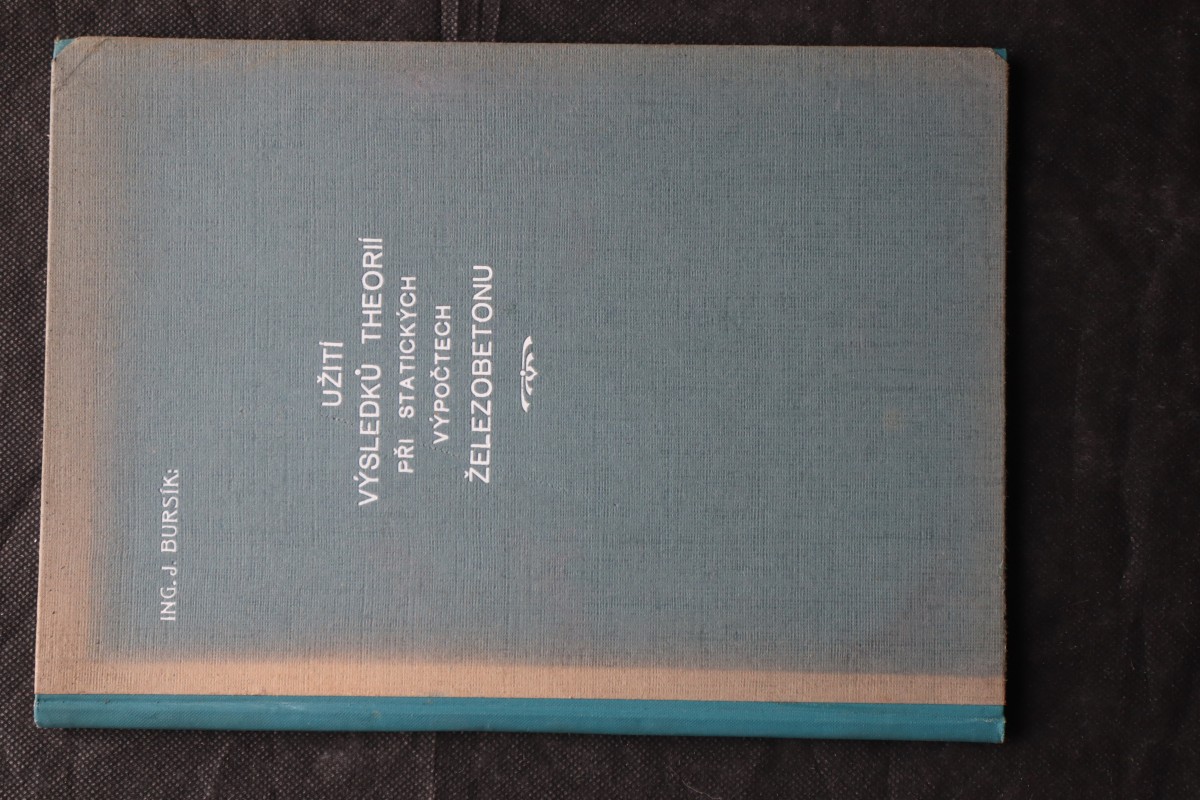 ING. J. BURSÍK:
UŽITÍ
VÝSLEDKŮ THEORIÍ
PŘI STATICKÝCH
VÝPOČTECH
ŽELEZOBETONU